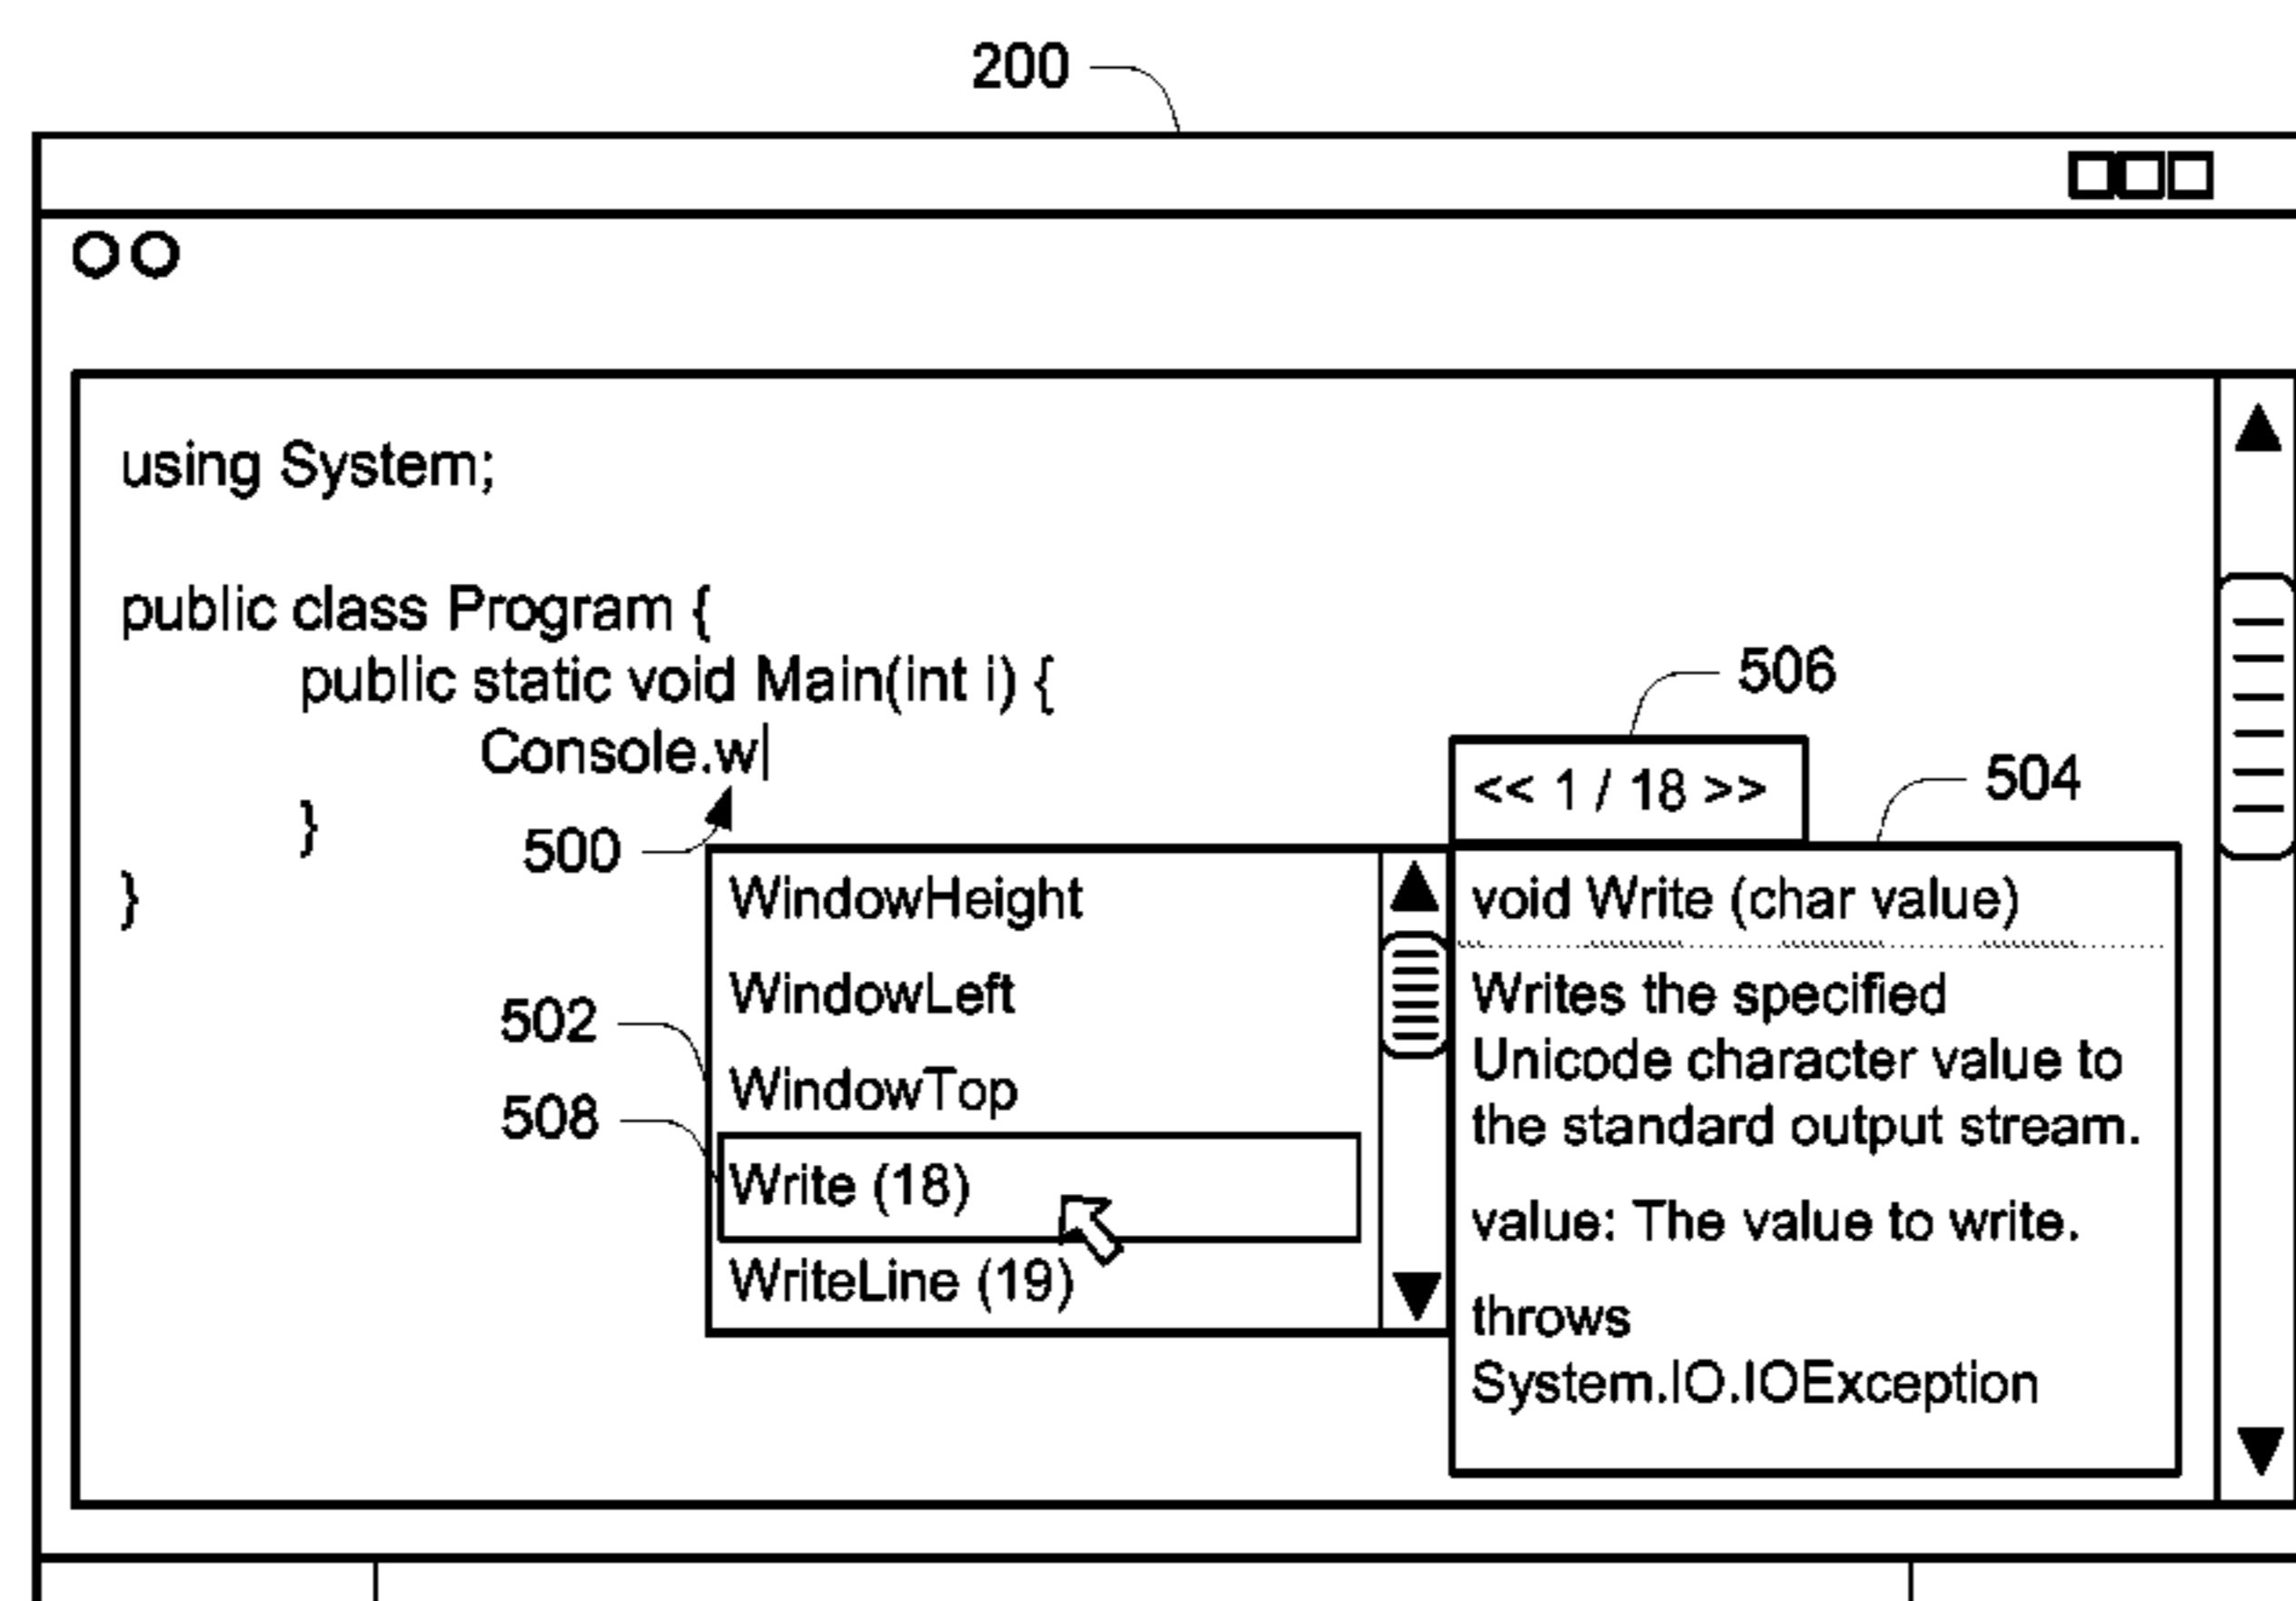 200
using System;
public class Program {
public static void Main(int i) {
Console.w
}
}
500
506
<< 1 / 18 >>
504
502
508
WindowHeight
WindowLeft
WindowTop
Write (18)
WriteLine (19)
void Write (char value)
Writes the specified
Unicode character value to
the standard output stream.
value: The value to write.
throws
System.IO.IOException